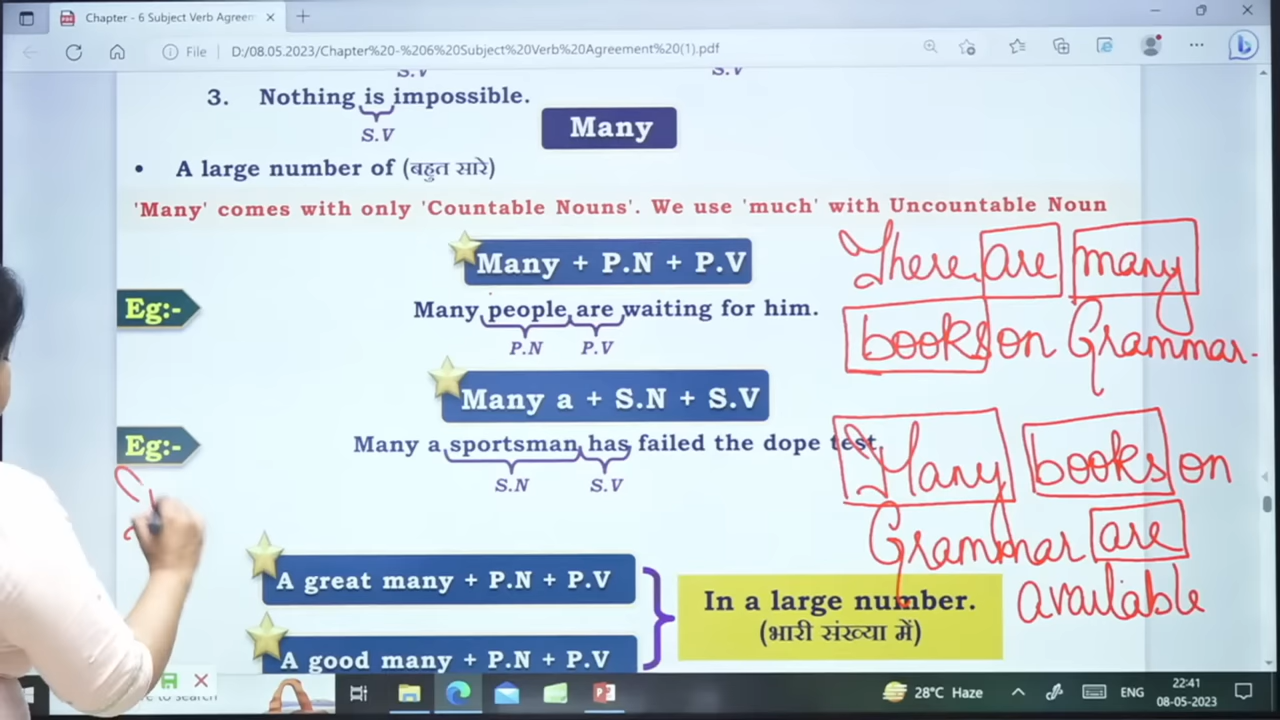 Chapter - 6 Subject Verb Agreem
File
D:/08.05.2023/Chapter%20-%206%20Subject%20Verb%20Agreement%20(1).pdf
S.V
S.V
3. Nothing is impossible.
S.V
Many
• A large number of (बहुत सारे)
'Many' comes with only 'Countable Nouns'. We use 'much' with Uncountable Noun
Many + P.N + P.V
There are many
Eg:-
Many people are waiting for him.
books on Grammar.
P.N P.V
Many a + S.N + S.V
Eg:-
Many a sportsman has failed the dope test.
Many books on
S.N S.V
Grammar are
available
A great many + P.N + P.V
A good many + P.N + P.V
In a large number.
(भारी संख्या में)
to search
28°C Haze
ENG
22:41
08-05-2023